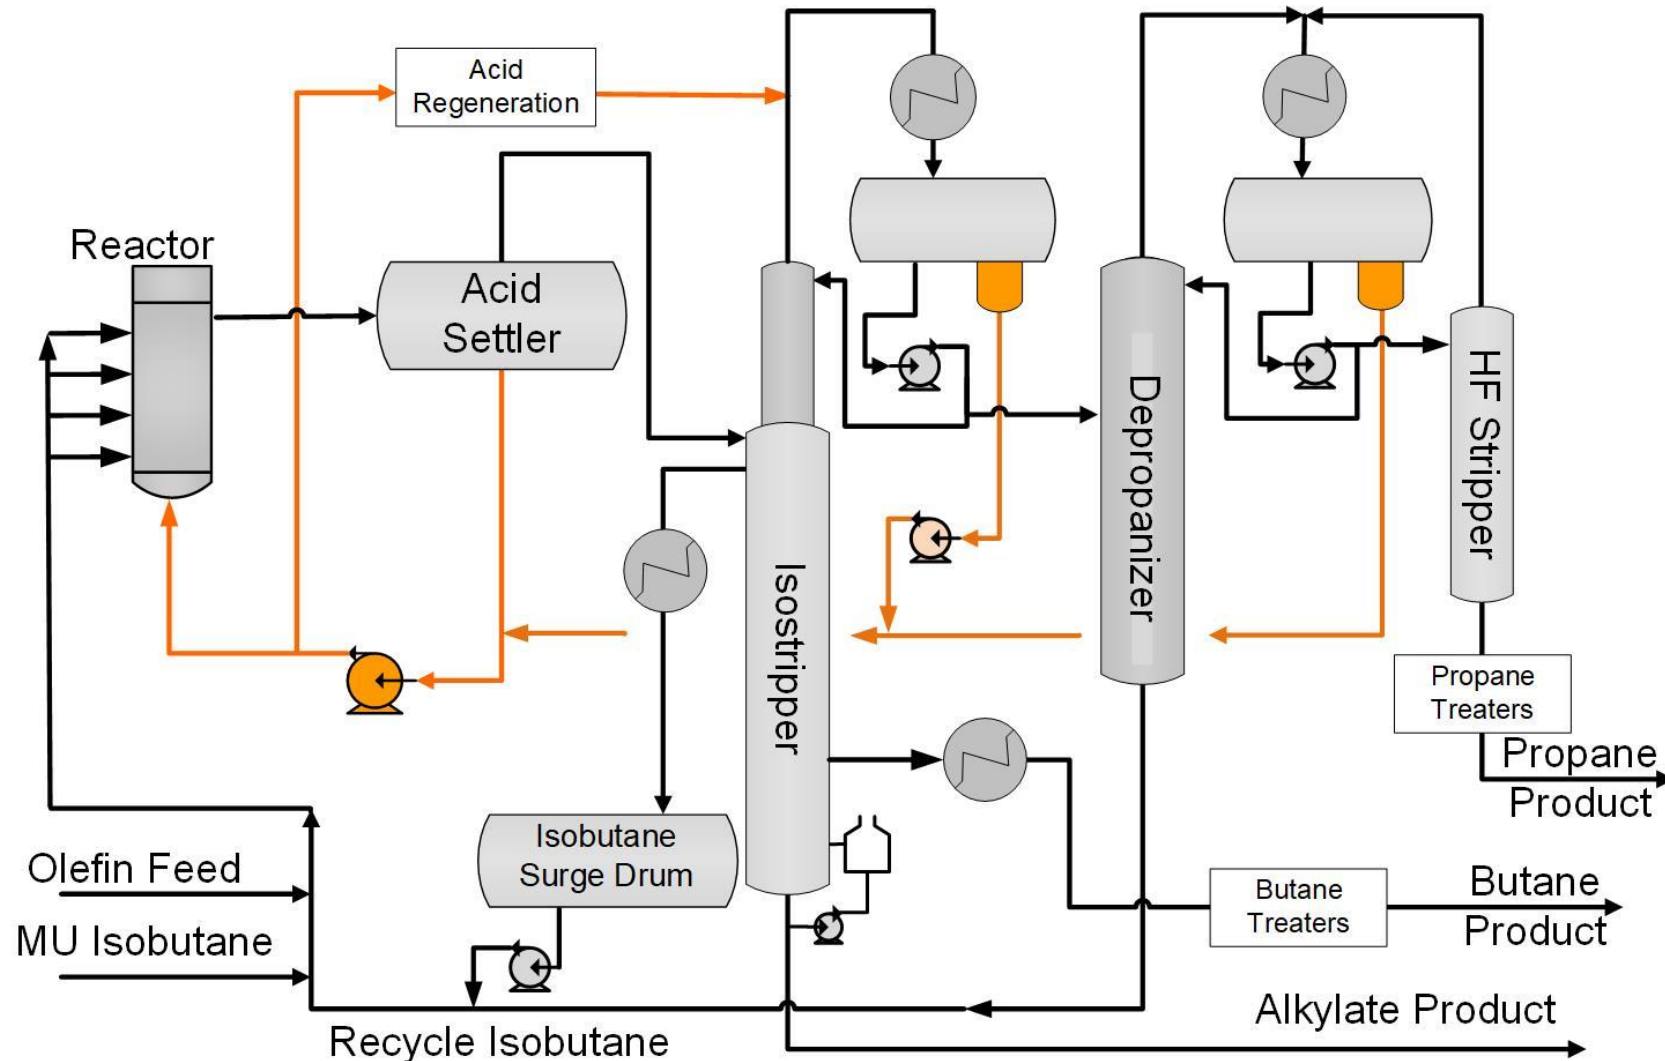 Acid
Regeneration
Reactor
Acid
Settler
Isostripper
Depropanizer
HF Stripper
Propane
Treaters
Propane
Product
Isobutane
Surge Drum
Olefin Feed
MU Isobutane
Butane
Treaters
Butane
Product
Recycle Isobutane
Alkylate Product